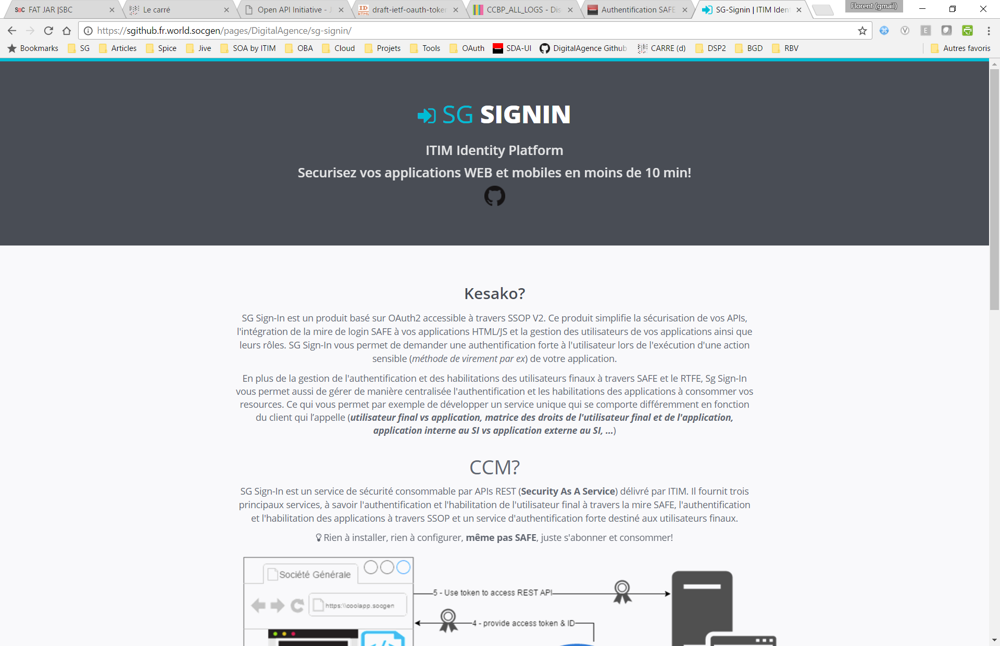 FAT JAR |SBC
Le carré
Open API Initiative - J
draft-ietf-oauth-token
CCBP_ALL_LOGS - Dis
Authentification SAFE
SG-Signin | ITIM Iden
Florent (gmail)
https://sgithub.fr.world.socgen/pages/DigitalAgence/sg-signin/
Bookmarks SG Articles Spice Jive SOA by ITIM OBA Cloud Projets Tools OAuth SDA-UI DigitalAgence Github CARRE (d) DSP2 BGD RBV Autres favoris
SG SIGNIN
ITIM Identity Platform
Securisez vos applications WEB et mobiles en moins de 10 min!
Kesako?
SG Sign-In est un produit basé sur OAuth2 accessible à travers SSOP V2. Ce produit simplifie la sécurisation de vos APIs,
l'intégration de la mire de login SAFE à vos applications HTML/JS et la gestion des utilisateurs de vos applications ainsi que
leurs rôles. SG Sign-In vous permet de demander une authentification forte à l'utilisateur lors de l'exécution d'une action
sensible (méthode de virement par ex) de votre application.
En plus de la gestion de l'authentification et des habilitations des utilisateurs finaux à travers SAFE et le RTFE, Sg Sign-In
vous permet aussi de gérer de manière centralisée l'authentification et les habilitations des applications à consommer vos
resources. Ce qui vous permet par exemple de développer un service unique qui se comporte différemment en fonction
du client qui l’appelle (utilisateur final vs application, matrice des droits de l'utilisateur final et de l'application,
application interne au SI vs application externe au SI, ...)
CCM?
SG Sign-In est un service de sécurité consommable par APIs REST (Security As A Service) délivré par ITIM. Il fournit trois
principaux services, à savoir l'authentification et l'habilitation de l'utilisateur final à travers la mire SAFE, l'authentification
et l'habilitation des applications à travers SSOP et un service d'authentification forte destiné aux utilisateurs finaux.
Rien à installer, rien à configurer, même pas SAFE, juste s'abonner et consommer!
Société Générale
5 - Use token to access REST API
https:\\coolapp.socgen
4 - provide access token & ID